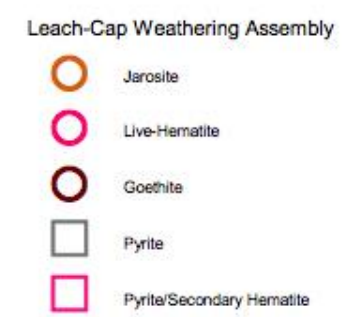 Leach-Cap Weathering Assembly
Jarosite
Live-Hematite
Goethite
Pyrite
Pyrite/Secondary Hematite